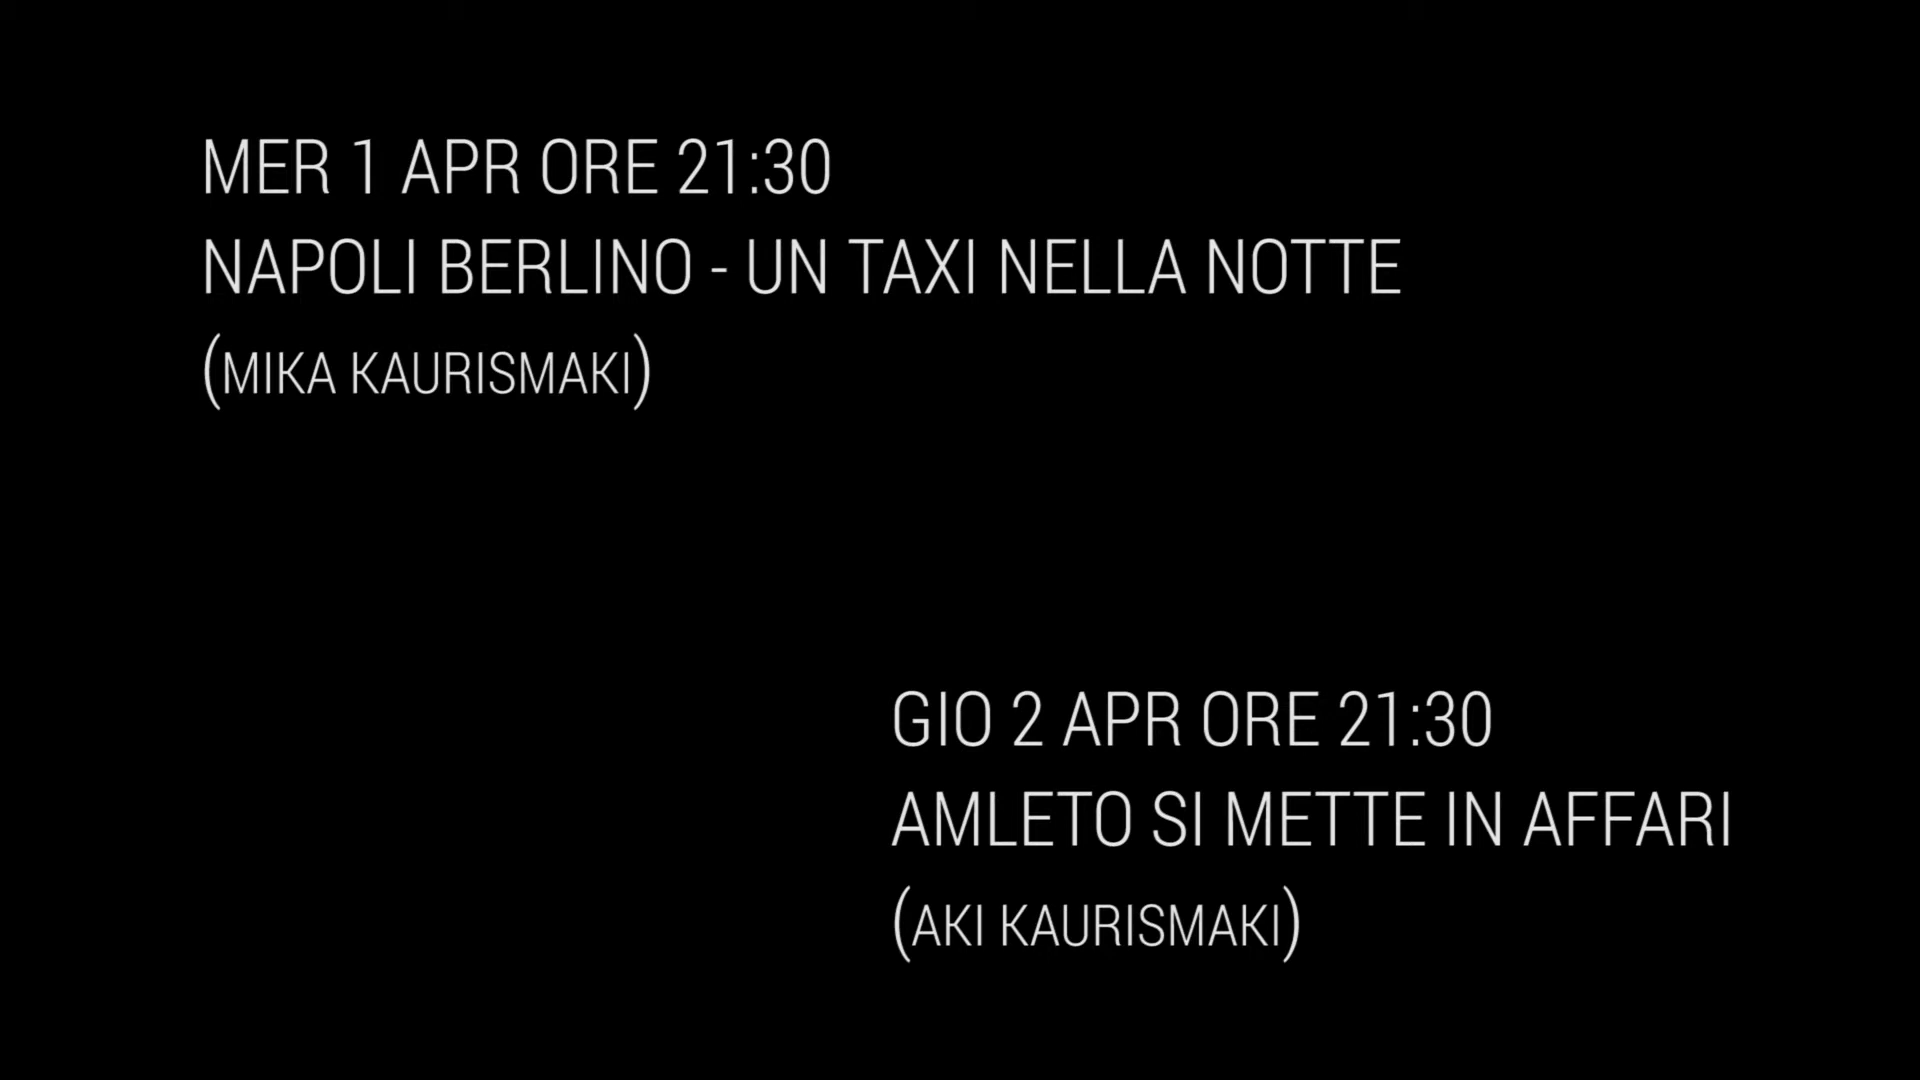 MER 1 APR ORE 21:30
NAPOLI BERLINO - UN TAXI NELLA NOTTE
(MIKA KAURISMAKI)
GIO 2 APR ORE 21:30
AMLETO SI METTE IN AFFARI
(AKI KAURISMAKI)